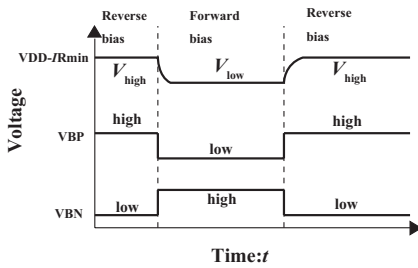 Reverse bias
Forward bias
Reverse bias
VDD-IRmin
Vhigh
Vlow
Vhigh
high
high
VBP
low
high
VBN
low
low
Voltage
Time:t